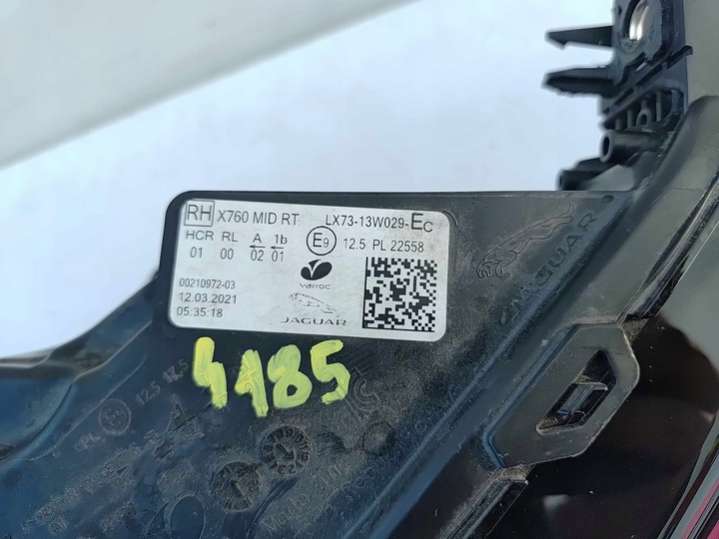 RH X760 MID RT LX73-13W029-EC
HCR RL A 1b E9 12.5 PL 22558
01 00 02 01
00210972-03
12.03.2021
05:35:18
varroc
JAGUAR
JAGUAR
4185